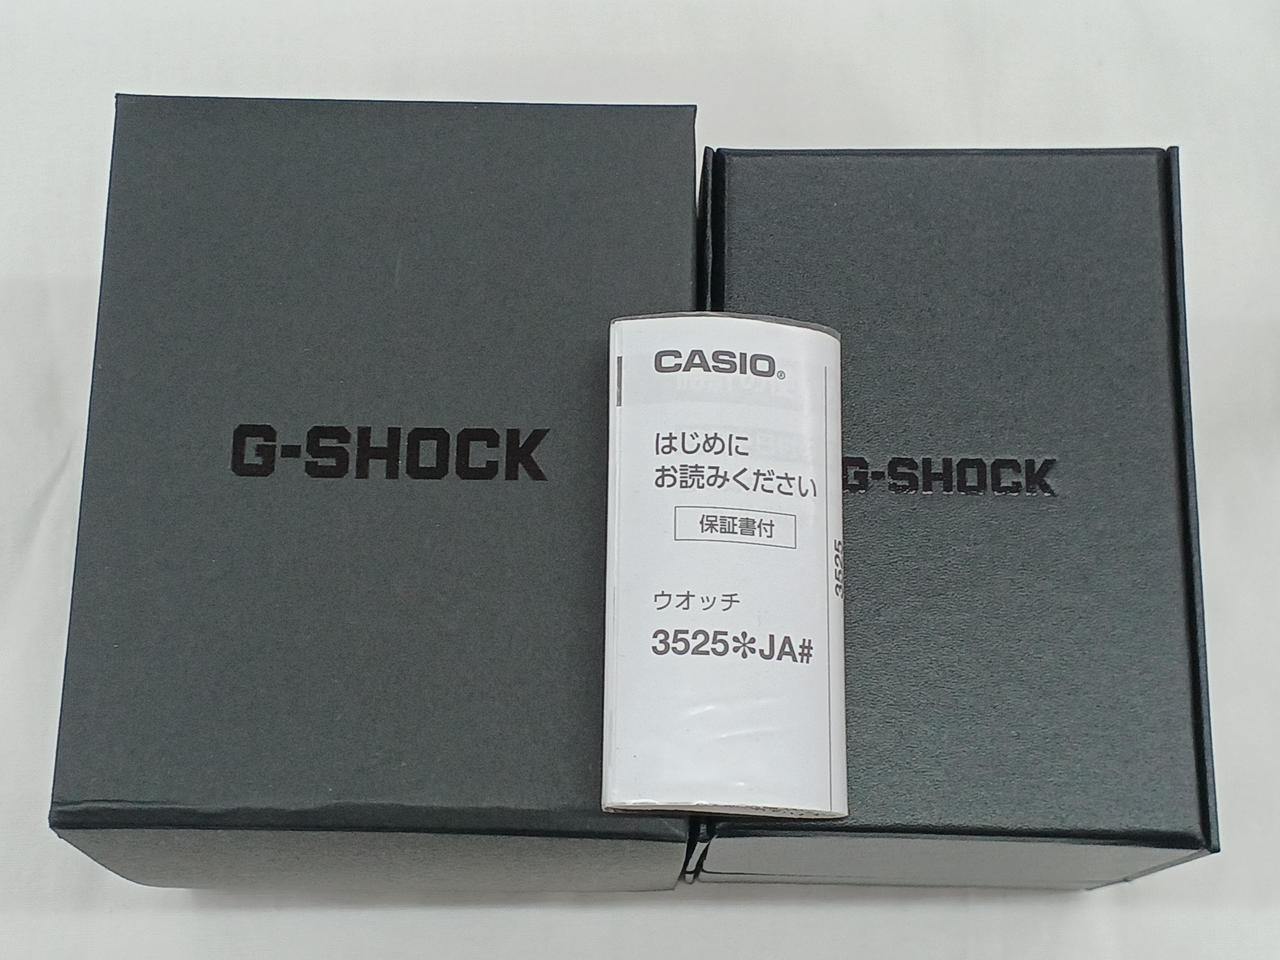 G-SHOCK
CASIO®
はじめに
お読みください
保証書付
ウオッチ
3525✻JA#
3525
G-SHOCK